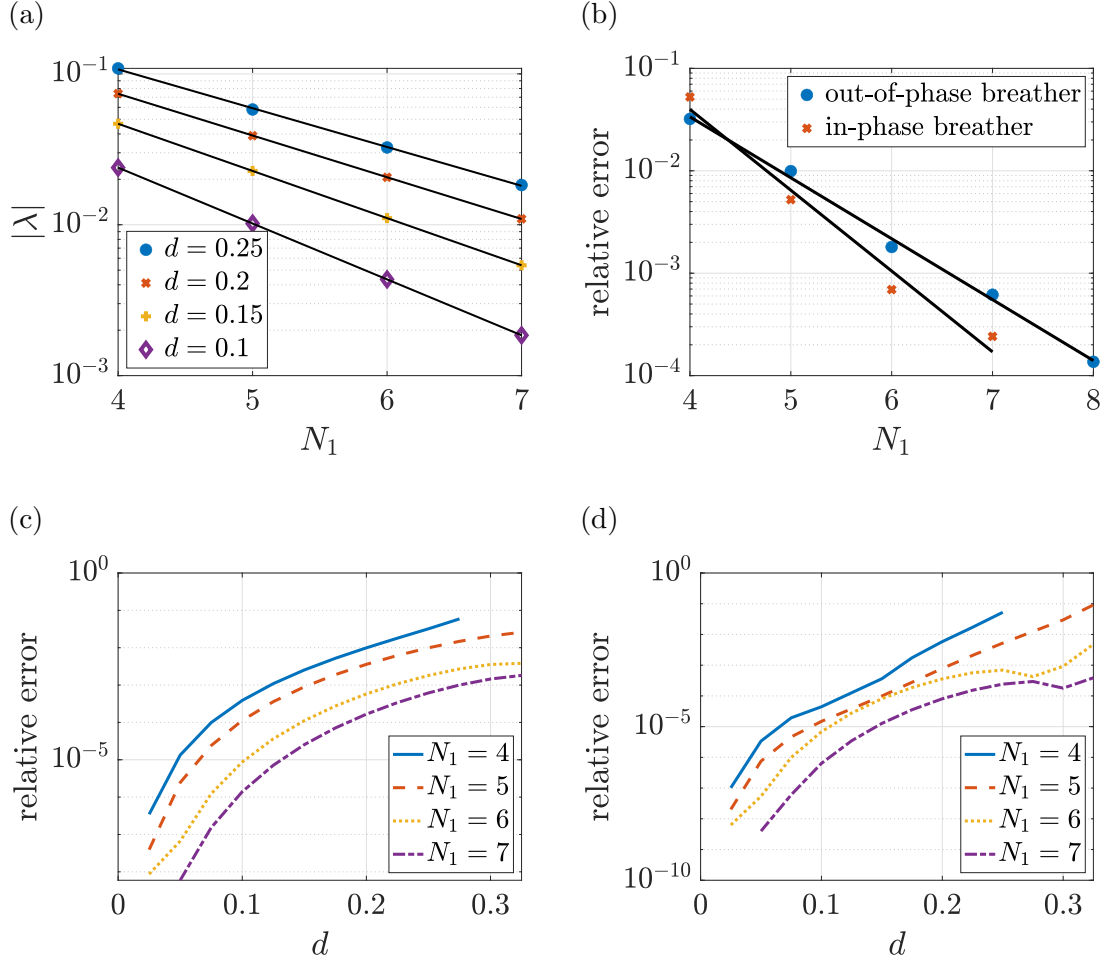 (a)
10^{-1}
10^{-2}
10^{-3}
|λ|
d = 0.25
d = 0.2
d = 0.15
d = 0.1
4 5 6 7
N_1
(b)
10^{-1}
10^{-2}
10^{-3}
10^{-4}
relative error
out-of-phase breather
in-phase breather
4 5 6 7 8
N_1
(c)
10^0
10^{-5}
relative error
N_1 = 4
N_1 = 5
N_1 = 6
N_1 = 7
0 0.1 0.2 0.3
d
(d)
10^0
10^{-5}
10^{-10}
relative error
N_1 = 4
N_1 = 5
N_1 = 6
N_1 = 7
0 0.1 0.2 0.3
d